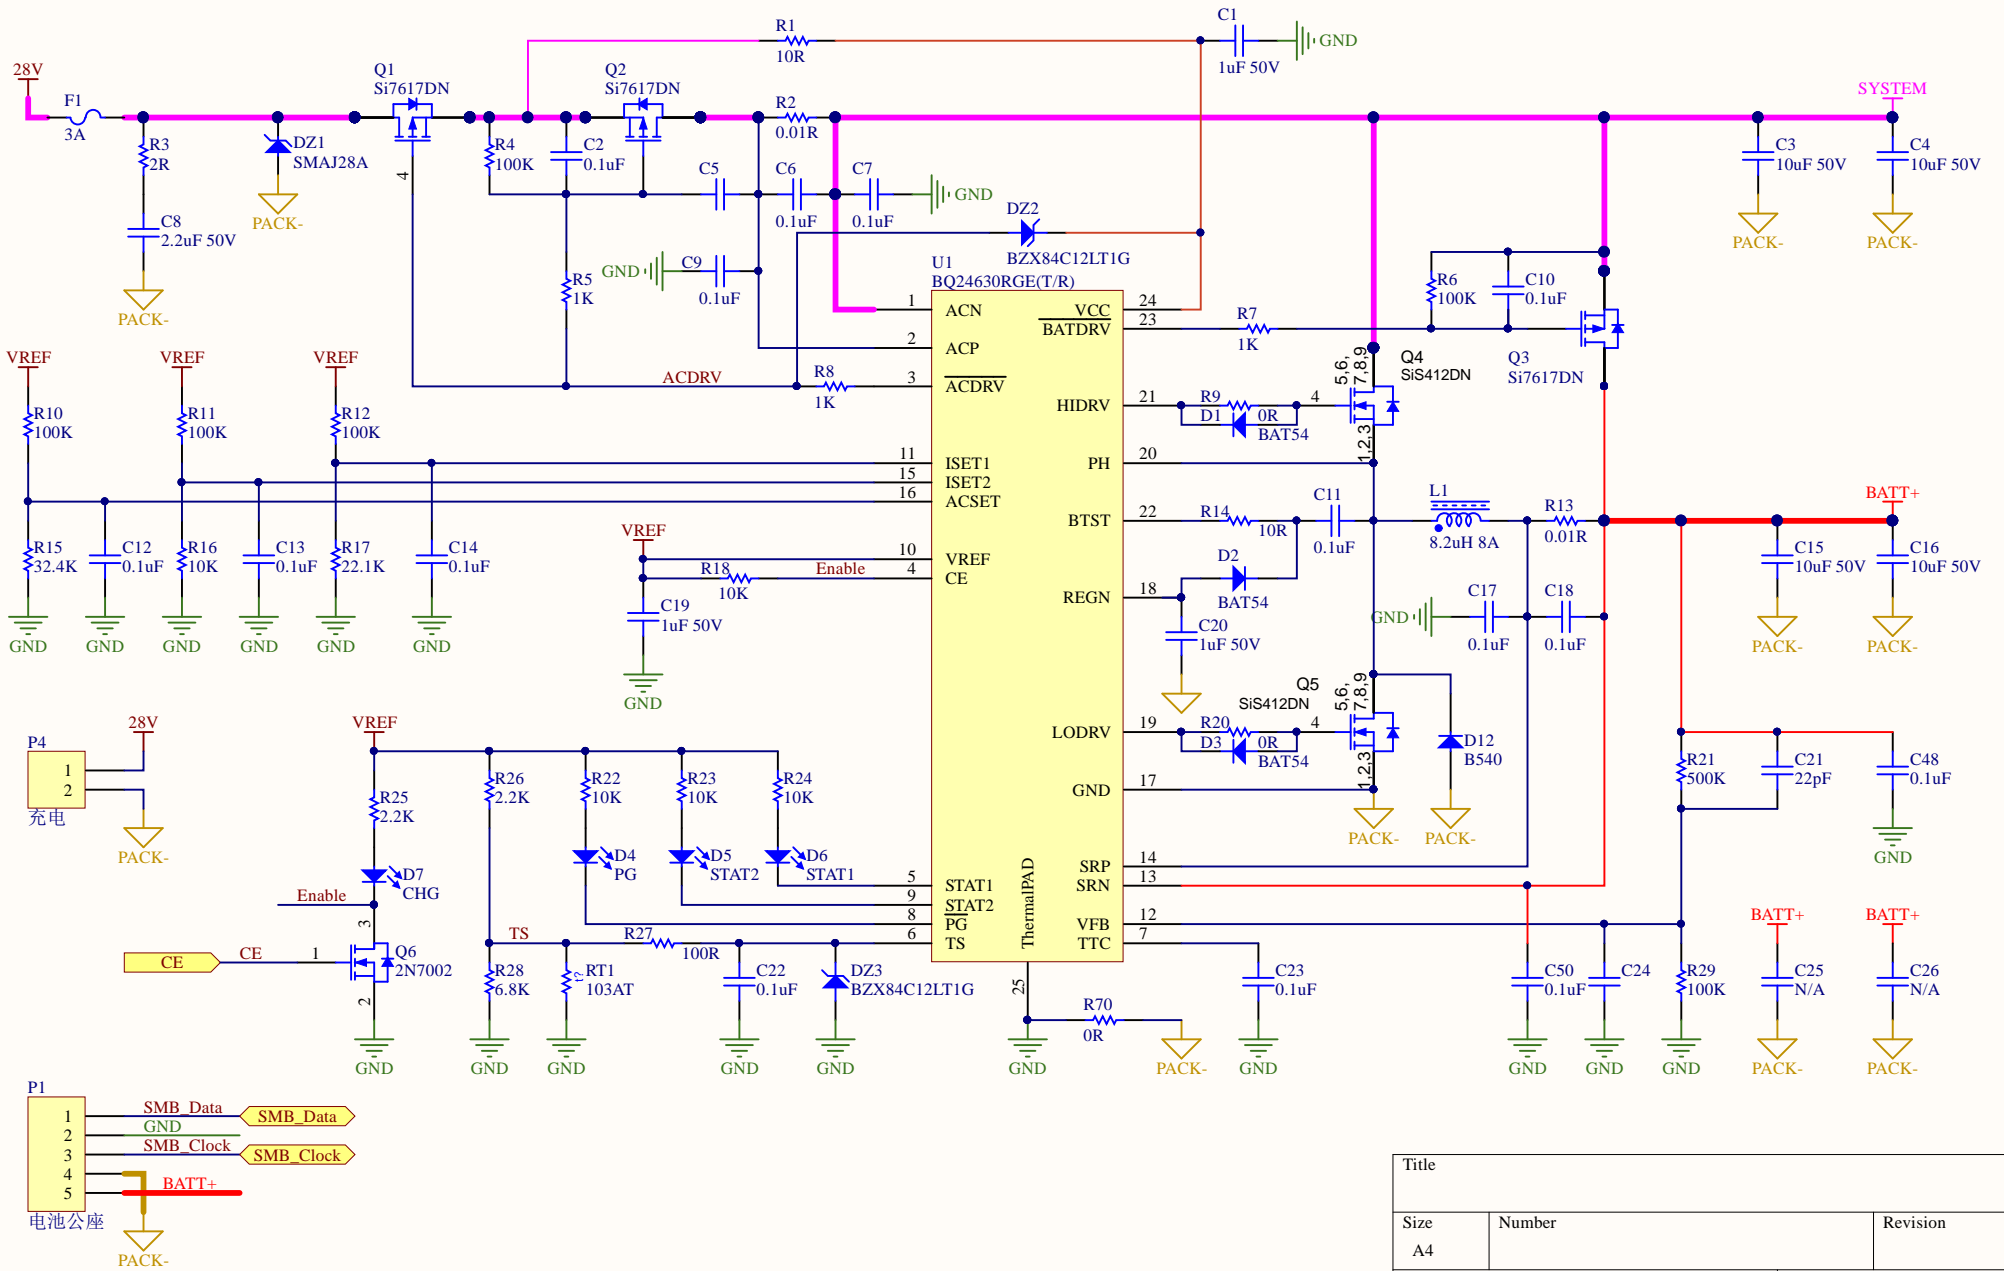 28V
F1
3A
R3
2R
C8
2.2uF 50V
PACK-
DZ1
SMAJ28A
PACK-
Q1
Si7617DN
4
R4
100K
C2
0.1uF
Q2
Si7617DN
R1
10R
C1
1uF 50V
GND
R2
0.01R
C5
C6
0.1uF
C7
0.1uF
GND
GND
C9
0.1uF
R5
1K
DZ2
BZX84C12LT1G
SYSTEM
C3
10uF 50V
PACK-
C4
10uF 50V
PACK-
R6
100K
C10
0.1uF
Q3
Si7617DN
R7
1K
ACDRV
R8
1K
U1
BQ24630RGE(T/R)
1
ACN
2
ACP
3
ACDRV
11
ISET1
15
ISET2
16
ACSET
10
VREF
4
CE
5
STAT1
9
STAT2
8
PG
6
TS
VCC
24
BATDRV
23
HIDRV
21
PH
20
BTST
22
REGN
18
LODRV
19
GND
17
SRP
14
SRN
13
VFB
12
TTC
7
ThermalPAD
25
Q4
SiS412DN
5,6,
7,8,9
4
1,2,3
R9
0R
D1
BAT54
R14
10R
C11
0.1uF
D2
BAT54
C20
1uF 50V
L1
8.2uH 8A
R13
0.01R
BATT+
C15
10uF 50V
PACK-
C16
10uF 50V
PACK-
GND
C17
0.1uF
C18
0.1uF
Q5
SiS412DN
5,6,
7,8,9
4
1,2,3
R20
0R
D3
BAT54
D12
B540
PACK-
PACK-
R21
500K
C21
22pF
C48
0.1uF
GND
VREF
R10
100K
R15
32.4K
GND
C12
0.1uF
GND
VREF
R11
100K
R16
10K
GND
C13
0.1uF
GND
VREF
R12
100K
R17
22.1K
GND
C14
0.1uF
GND
VREF
R18
10K
Enable
C19
1uF 50V
GND
P4
1
2
充电
28V
PACK-
VREF
R25
2.2K
D7
CHG
Enable
3
CE
CE
1
Q6
2N7002
2
GND
R26
2.2K
R22
10K
D4
PG
R23
10K
D5
STAT2
R24
10K
D6
STAT1
TS
R27
100R
R28
6.8K
GND
RT1
103AT
t?
GND
C22
0.1uF
GND
DZ3
BZX84C12LT1G
GND
GND
R70
0R
PACK-
C23
0.1uF
GND
C50
0.1uF
GND
C24
GND
R29
100K
GND
BATT+
C25
N/A
PACK-
BATT+
C26
N/A
PACK-
P1
1
2
3
4
5
电池公座
SMB_Data
SMB_Data
GND
SMB_Clock
SMB_Clock
BATT+
PACK-
Title
Size
A4
Number
Revision